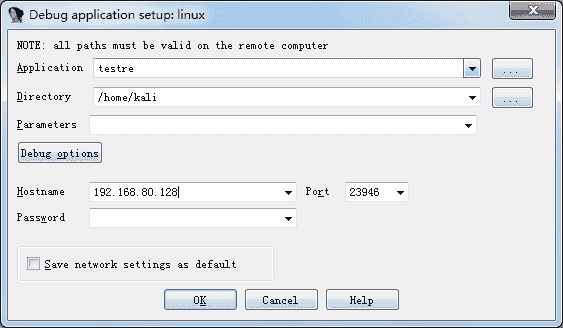 Debug application setup: linux
NOTE: all paths must be valid on the remote computer
Application testre ...
Directory /home/kali ...
Parameters
Debug options
Hostname 192.168.80.128 Port 23946
Password
Save network settings as default
OK Cancel Help